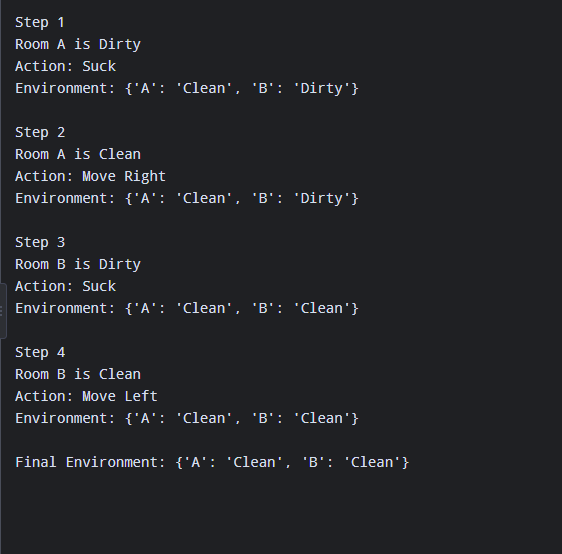 Step 1
Room A is Dirty
Action: Suck
Environment: {'A': 'Clean', 'B': 'Dirty'}
Step 2
Room A is Clean
Action: Move Right
Environment: {'A': 'Clean', 'B': 'Dirty'}
Step 3
Room B is Dirty
Action: Suck
Environment: {'A': 'Clean', 'B': 'Clean'}
Step 4
Room B is Clean
Action: Move Left
Environment: {'A': 'Clean', 'B': 'Clean'}
Final Environment: {'A': 'Clean', 'B': 'Clean'}